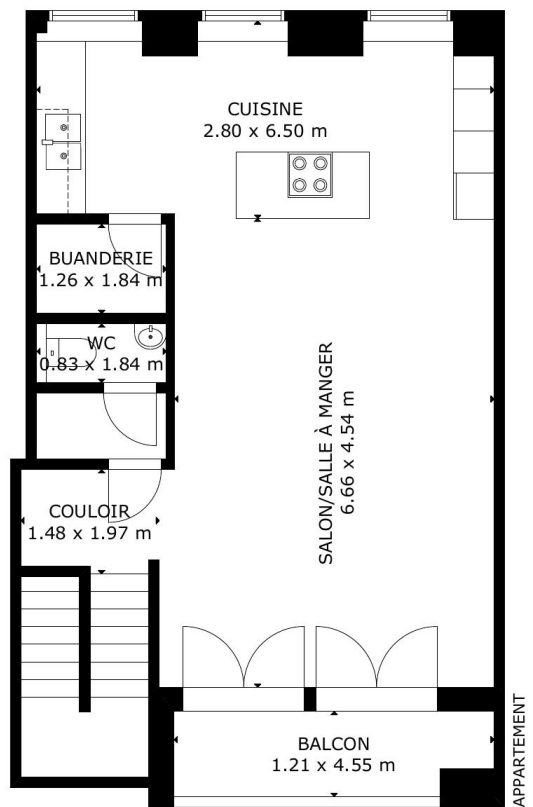 CUISINE
2.80 x 6.50 m
BUANDERIE
1.26 x 1.84 m
WC
0.83 x 1.84 m
SALON/SALLE À MANGER
6.66 x 4.54 m
COULOIR
1.48 x 1.97 m
BALCON
1.21 x 4.55 m
APPARTEMENT